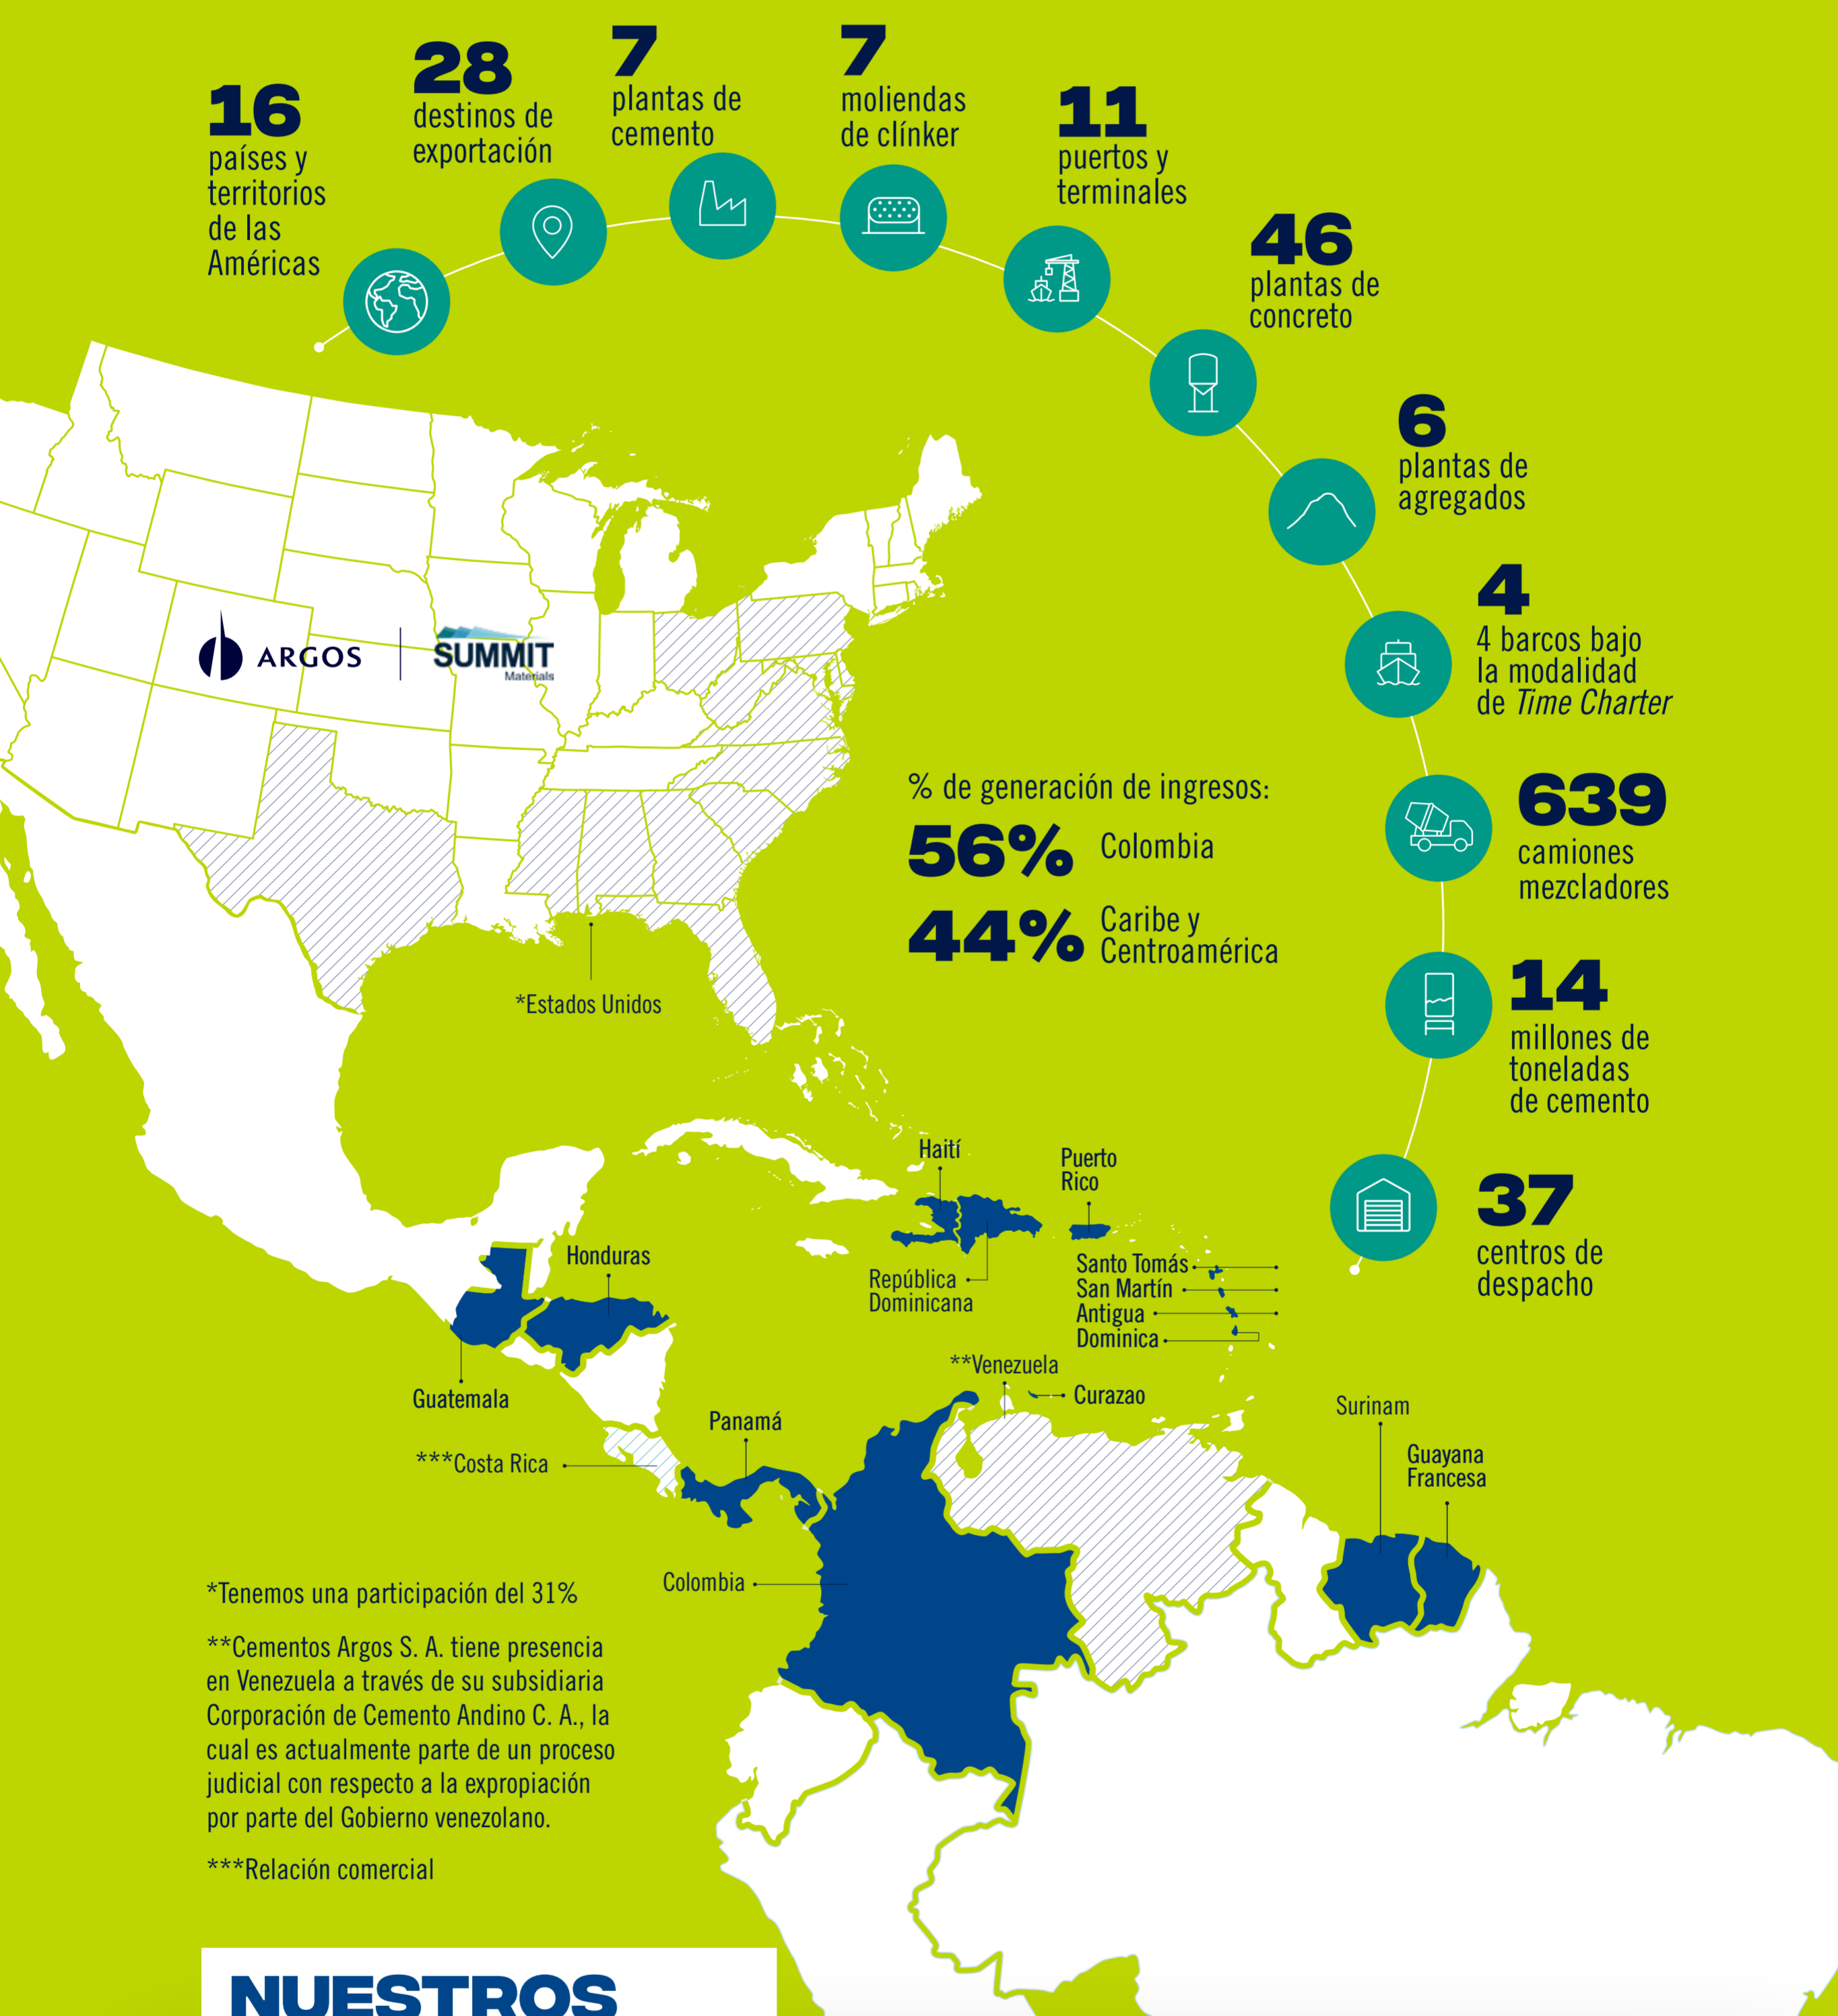 16
países y
territorios
de las
Américas
28
destinos de
exportación
7
plantas de
cemento
7
moliendas
de clínker
11
puertos y
terminales
46
plantas de
concreto
6
plantas de
agregados
4
4 barcos bajo
la modalidad
de Time Charter
639
camiones
mezcladores
14
millones de
toneladas
de cemento
37
centros de
despacho
ARGOS
SUMMIT
Materials
% de generación de ingresos:
56% Colombia
44% Caribe y
Centroamérica
*Estados Unidos
Haití
Puerto
Rico
Honduras
República
Dominicana
Santo Tomás
San Martín
Antigua
Dominica
**Venezuela
Curazao
Guatemala
Panamá
***Costa Rica
Surinam
Guayana
Francesa
Colombia
*Tenemos una participación del 31%
**Cementos Argos S. A. tiene presencia
en Venezuela a través de su subsidiaria
Corporación de Cemento Andino C. A., la
cual es actualmente parte de un proceso
judicial con respecto a la expropiación
por parte del Gobierno venezolano.
***Relación comercial
NUESTROS